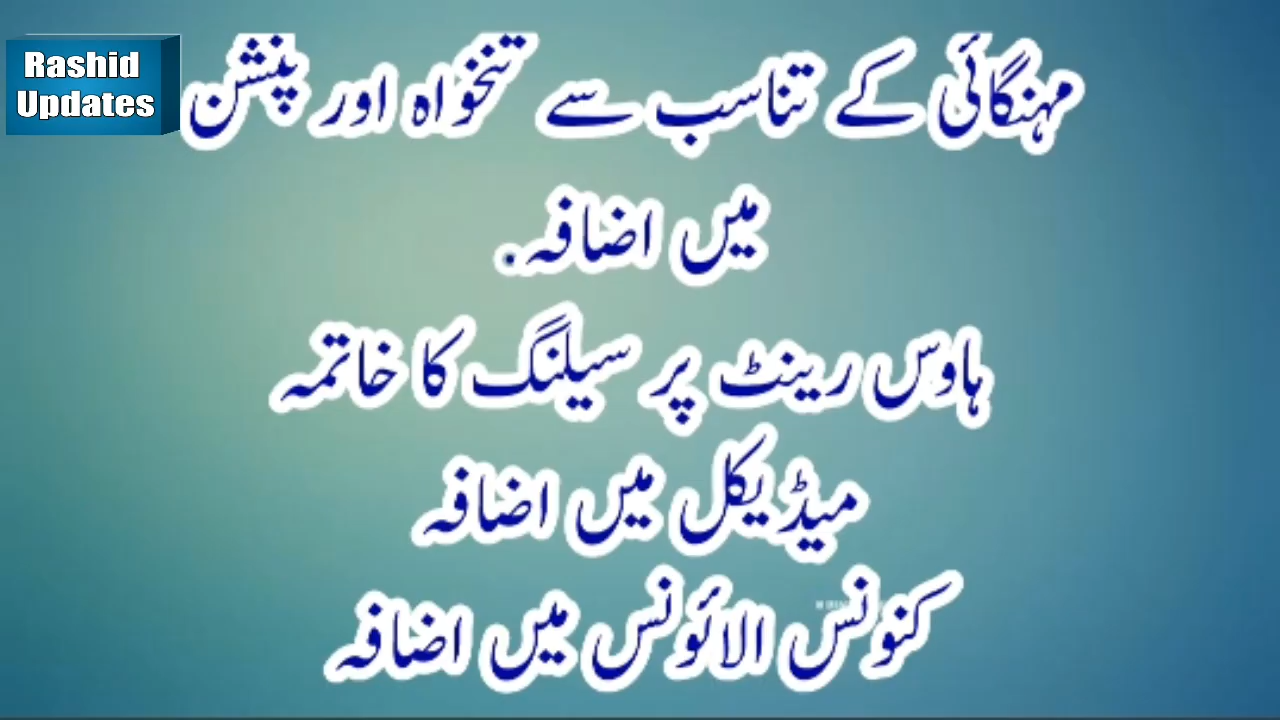 Rashid
Updates
مہنگائی کے تناسب سے تنخواہ اور پنشن
میں اضافہ.
ہاوس رینٹ پر سیلنگ کا خاتمہ
میڈیکل میں اضافہ
کنونس الائونس میں اضافہ